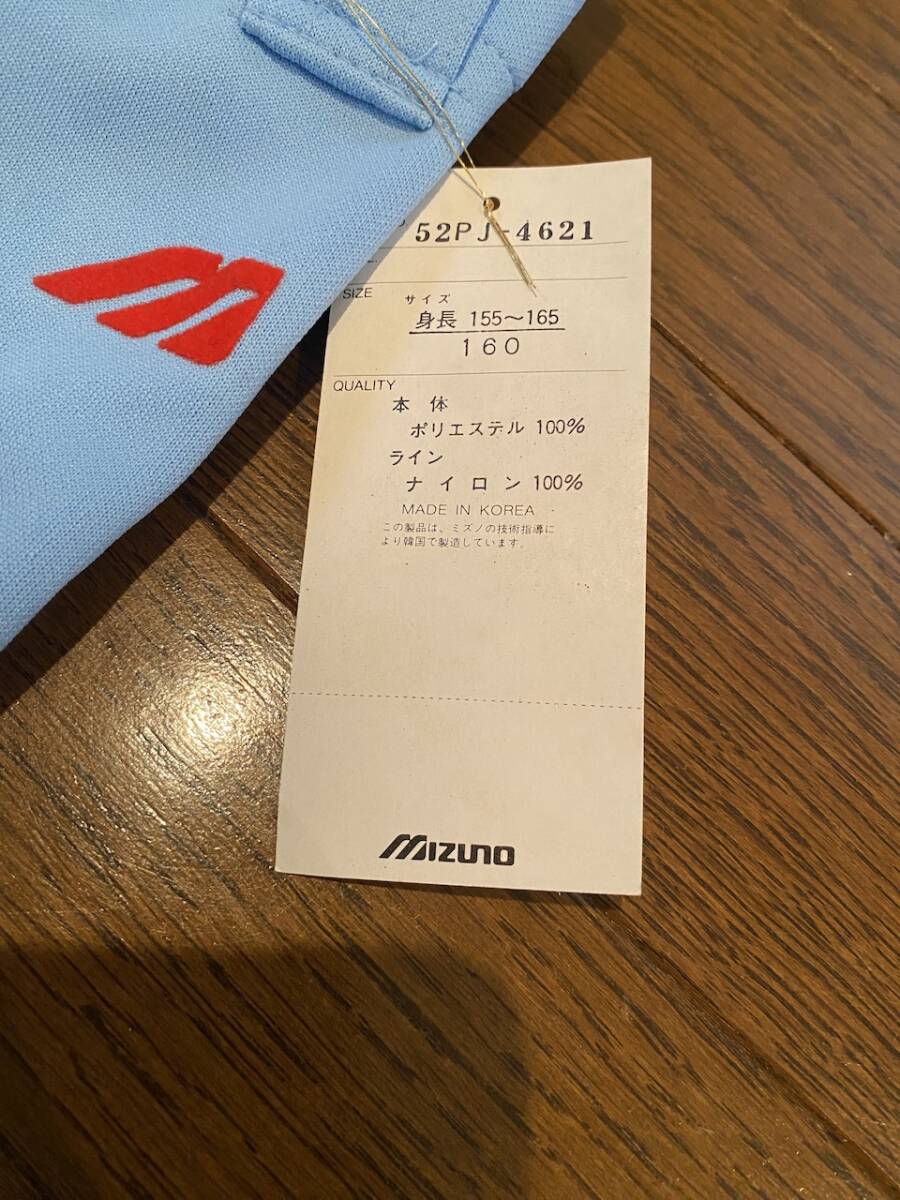 52PJ-4621
SIZE サイズ
身長 155～165
160
QUALITY
本体
ポリエステル 100%
ライン
ナイロン 100%
MADE IN KOREA
この製品は、ミズノの技術指導に
より韓国で製造しています。
MIZUNO